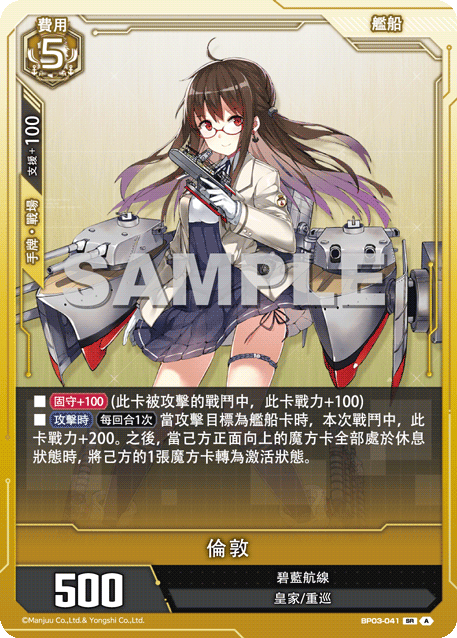 費用
5
艦船
支援+100
手牌・戰場
SAMPLE
■ 固守+100 (此卡被攻擊的戰鬥中，此卡戰力+100)
■ 攻擊時 每回合1次 當攻擊目標為艦船卡時，本次戰鬥中，此
卡戰力+200。之後，當己方正面向上的魔方卡全部處於休息
狀態時，將己方的1張魔方卡轉為激活狀態。
倫敦
500
碧藍航線
皇家/重巡
©Manjuu Co.,Ltd.& Yongshi Co.,Ltd.
BP03-041 SR A